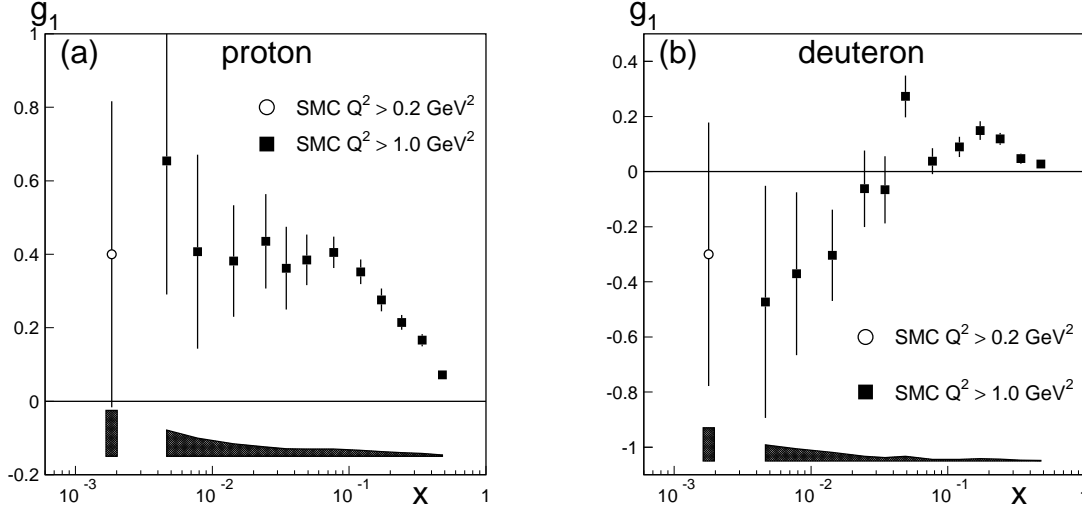 g₁
(a) proton
1
0.8
0.6
0.4
0.2
0
-0.2
SMC Q² > 0.2 GeV²
SMC Q² > 1.0 GeV²
10⁻³ 10⁻² 10⁻¹ 1
x
g₁
(b) deuteron
0.4
0.2
0
-0.2
-0.4
-0.6
-0.8
-1
SMC Q² > 0.2 GeV²
SMC Q² > 1.0 GeV²
10⁻³ 10⁻² 10⁻¹ 1
x